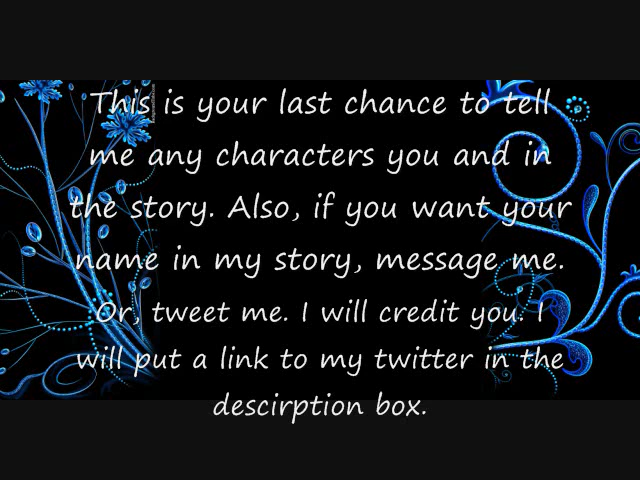 This is your last chance to tell
me any characters you and in
the story. Also, if you want your
name in my story, message me.
Or, tweet me. I will credit you. I
will put a link to my twitter in the
descirption box.